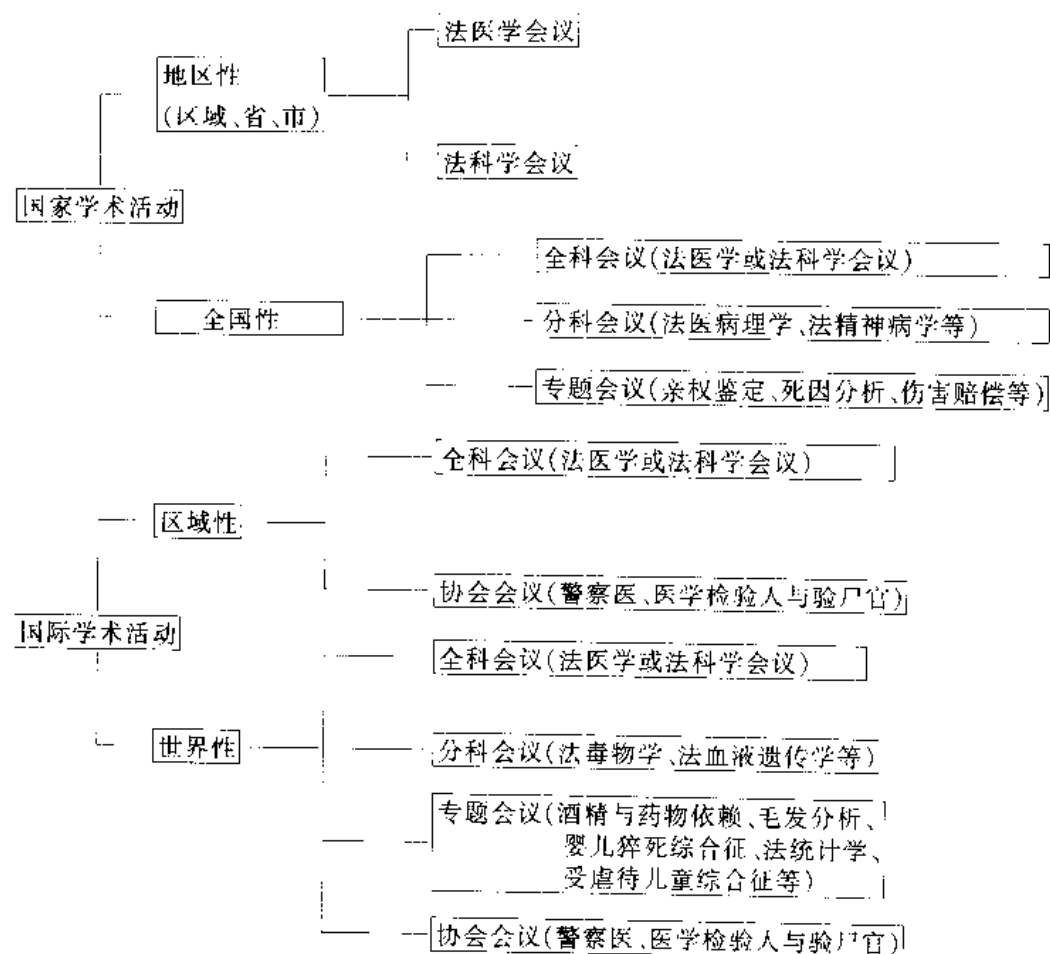 法医学会议
地区性
(区域、省、市)
法科学会议
国家学术活动
全科会议(法医学或法科学会议)
全国性
分科会议(法医病理学、法精神病学等)
专题会议(亲权鉴定、死因分析、伤害赔偿等)
全科会议(法医学或法科学会议)
区域性
协会会议(警察医、医学检验人与验尸官)
国际学术活动
全科会议(法医学或法科学会议)
世界性
分科会议(法毒物学、法血液遗传学等)
专题会议(酒精与药物依赖、毛发分析、
婴儿猝死综合征、法统计学、
受虐待儿童综合征等)
协会会议(警察医、医学检验人与验尸官)